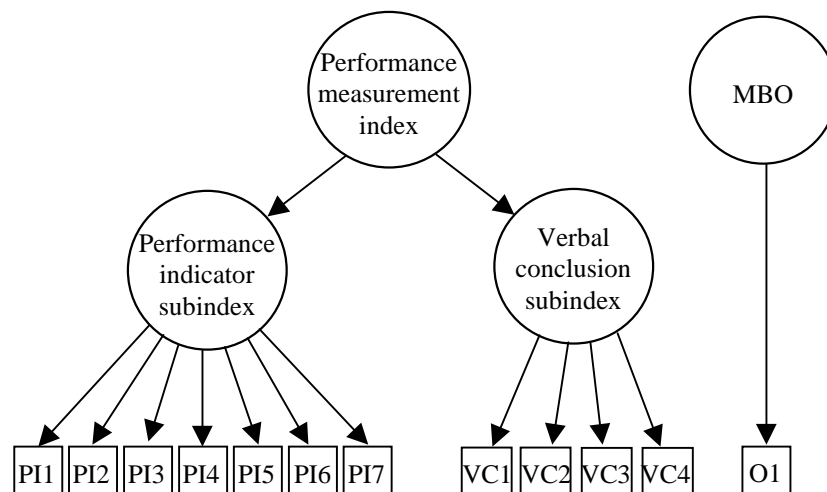 Performance
measurement
index
MBO
Performance
indicator
subindex
Verbal
conclusion
subindex
PI1 PI2 PI3 PI4 PI5 PI6 PI7
VC1 VC2 VC3 VC4
O1